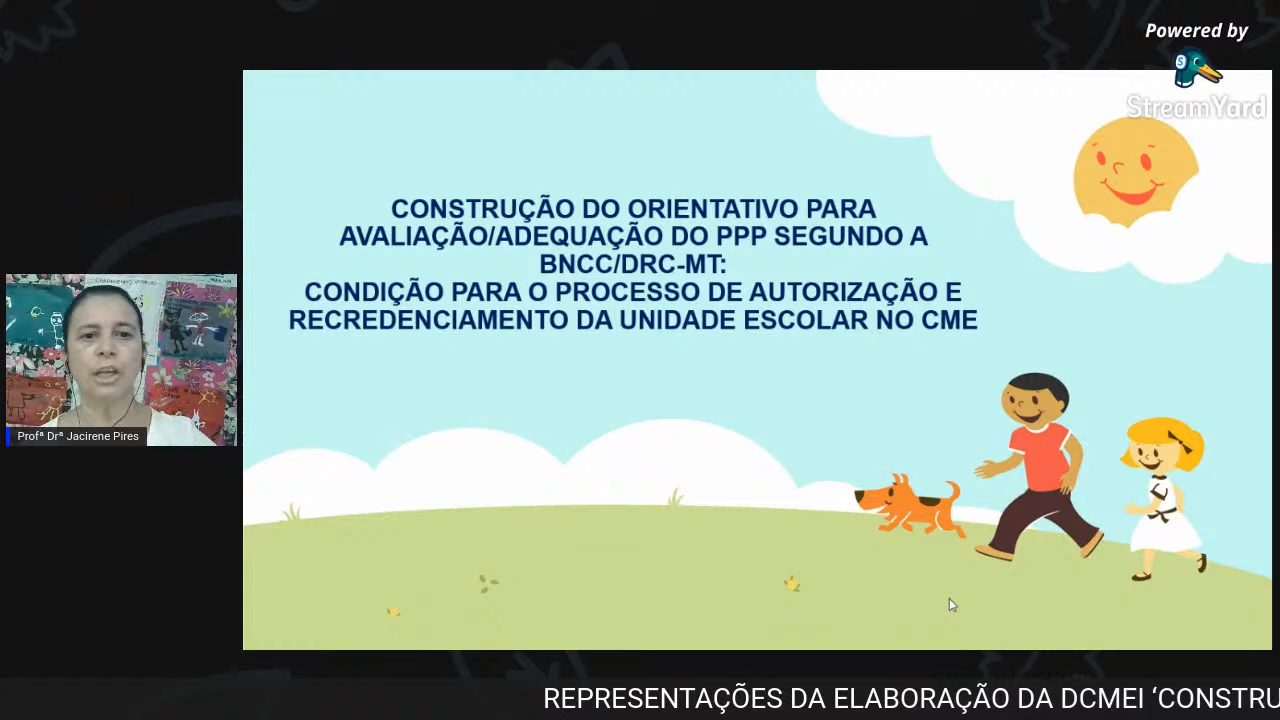 Powered by
StreamYard
CONSTRUÇÃO DO ORIENTATIVO PARA
AVALIAÇÃO/ADEQUAÇÃO DO PPP SEGUNDO A
BNCC/DRC-MT:
CONDIÇÃO PARA O PROCESSO DE AUTORIZAÇÃO E
RECREDENCIAMENTO DA UNIDADE ESCOLAR NO CME
Profª Drª Jacirene Pires
REPRESENTAÇÕES DA ELABORAÇÃO DA DCMEI ‘CONSTRU